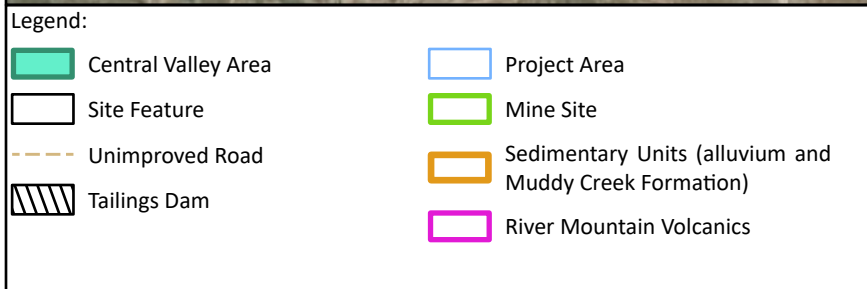 Legend:
Central Valley Area
Site Feature
Unimproved Road
Tailings Dam
Project Area
Mine Site
Sedimentary Units (alluvium and
Muddy Creek Formation)
River Mountain Volcanics